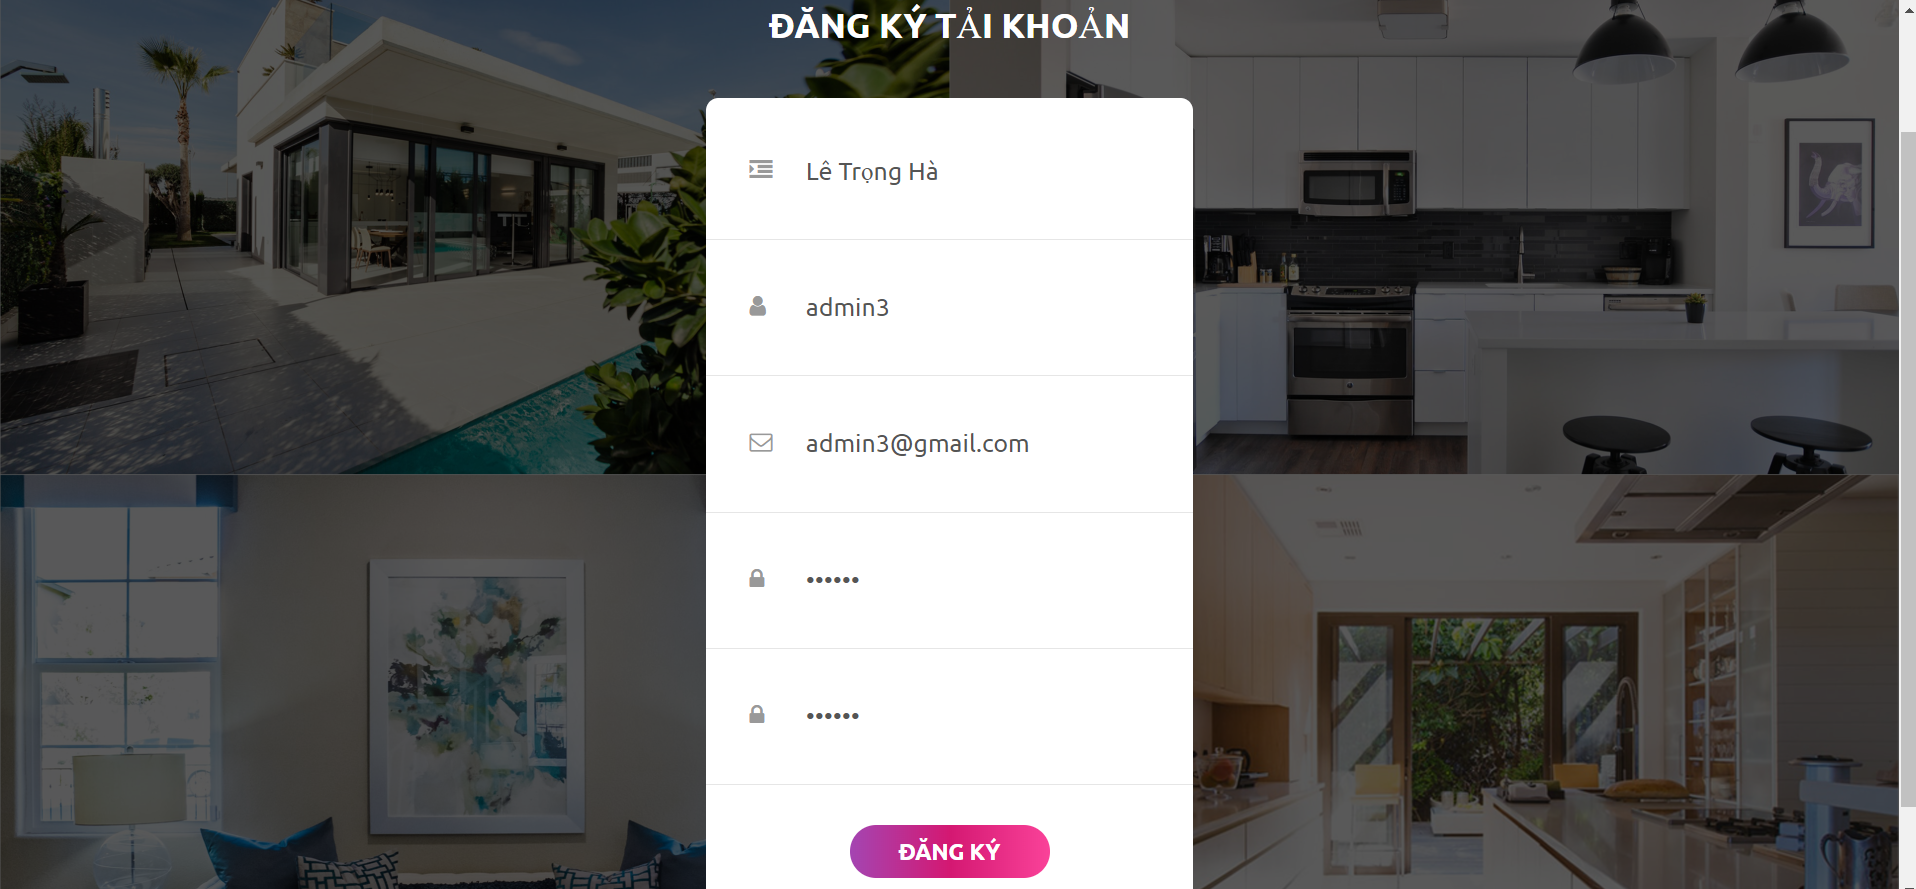 ĐĂNG KÝ TẢI KHOẢN
Lê Trọng Hà
admin3
admin3@gmail.com
••••••
••••••
ĐĂNG KÝ